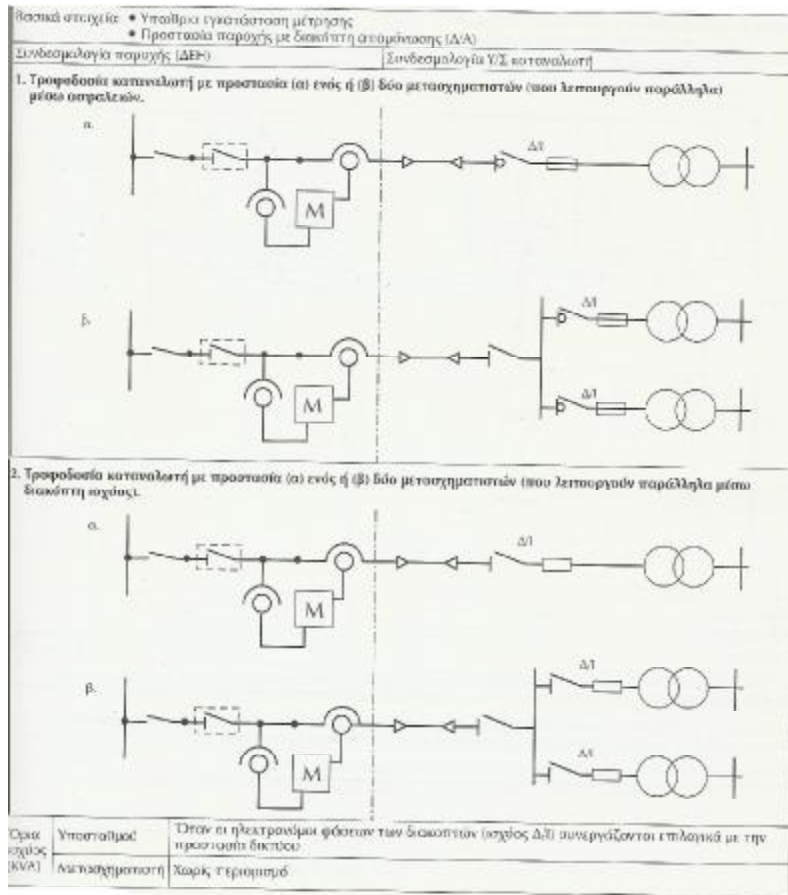 Βασικά στοιχεία: • Υπαίθρια εγκατάσταση μέτρησης
• Προστασία παροχής με διακόπτη απομόνωσης (Δ/Α)
Συνδεσμολογία παροχής (ΔΕΗ)
Συνδεσμολογία Υ/Σ καταναλωτή
1. Τροφοδοσία καταναλωτή με προστασία (α) ενός ή (β) δύο μετασχηματιστών (που λειτουργούν παράλληλα)
μέσω ασφαλειών.
α.
Δ/Ι
M
β.
Δ/Ι
M
Δ/Ι
2. Τροφοδοσία καταναλωτή με προστασία (α) ενός ή (β) δύο μετασχηματιστών (που λειτουργούν παράλληλα μέσω
διακόπτη ισχύος).
α.
Δ/Ι
M
β.
Δ/Ι
M
Δ/Ι
Όρια
ισχύος
(KVA)
Υποσταθμού
Όταν οι ηλεκτρονόμοι φάσεων των διακοπτών (ισχύος Δ/Ι) συνεργάζονται επιλογικά με την
προστασία δικτύου
Μετασχηματιστή
Χωρίς περιορισμό